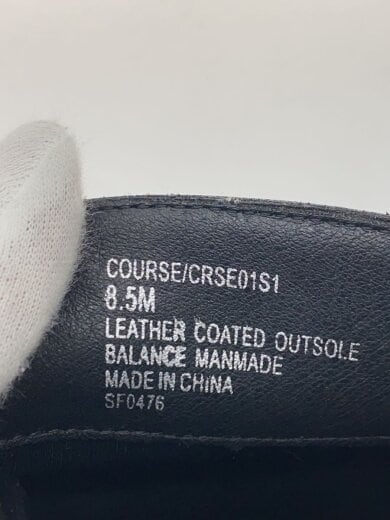 COURSE/CRSE01S1
8.5M
LEATHER COATED OUTSOLE
BALANCE MANMADE
MADE IN CHINA
SF0476